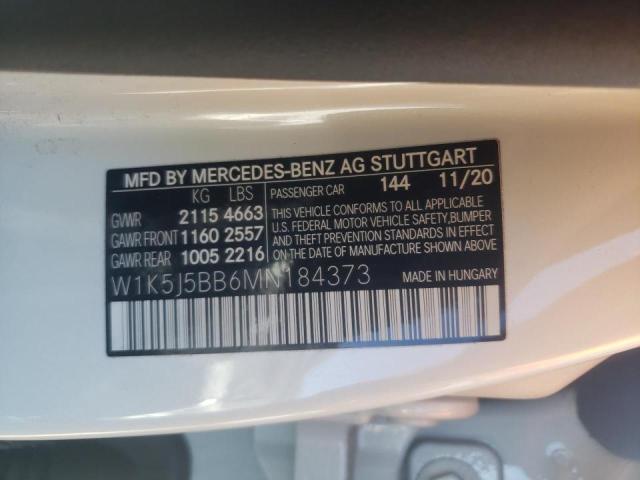 MFD BY MERCEDES-BENZ AG STUTTGART
KG LBS PASSENGER CAR 144 11/20
GVWR 2115 4663
GAWR FRONT 1160 2557
GAWR REAR 1005 2216
THIS VEHICLE CONFORMS TO ALL APPLICABLE
U.S. FEDERAL MOTOR VEHICLE SAFETY,BUMPER
AND THEFT PREVENTION STANDARDS IN EFFECT
ON THE DATE OF MANUFACTURE SHOWN ABOVE.
W1K5J5BB6MN184373
MADE IN HUNGARY